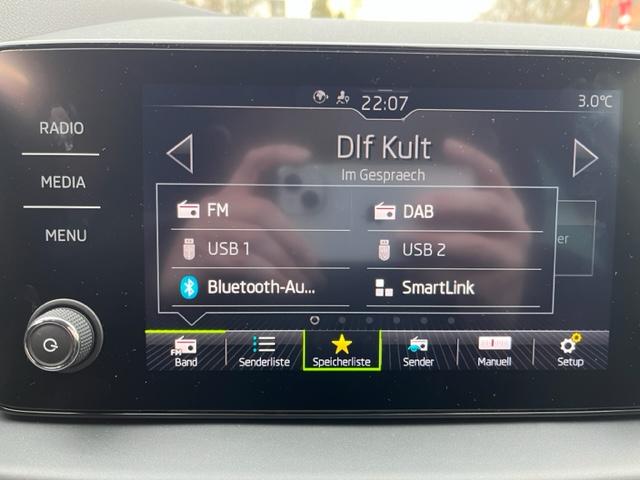 22:07
3.0°C
RADIO
MEDIA
MENU
Dlf Kult
Im Gespraech
FM
DAB
USB 1
USB 2
Bluetooth-Au...
SmartLink
er
FM
Band
Senderliste
Speicherliste
Sender
Manuell
Setup